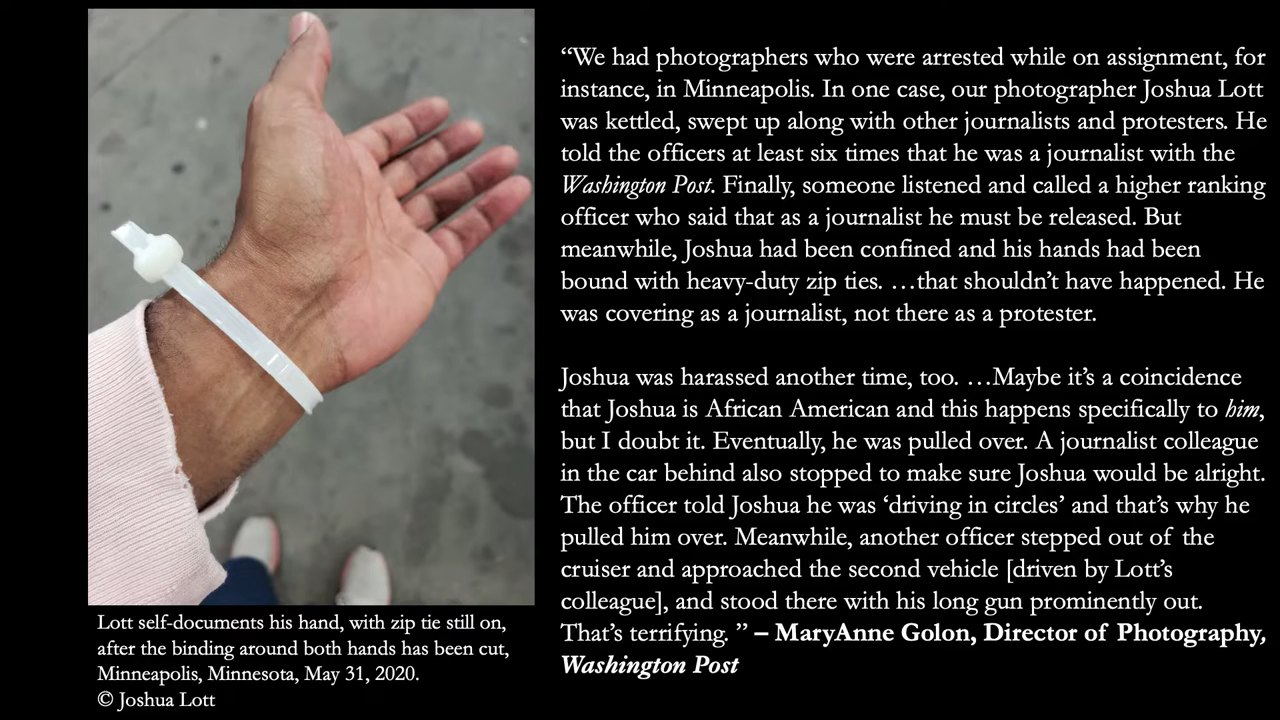 “We had photographers who were arrested while on assignment, for
instance, in Minneapolis. In one case, our photographer Joshua Lott
was kettled, swept up along with other journalists and protesters. He
told the officers at least six times that he was a journalist with the
Washington Post. Finally, someone listened and called a higher ranking
officer who said that as a journalist he must be released. But
meanwhile, Joshua had been confined and his hands had been
bound with heavy-duty zip ties. …that shouldn’t have happened. He
was covering as a journalist, not there as a protester.
Joshua was harassed another time, too. …Maybe it’s a coincidence
that Joshua is African American and this happens specifically to him,
but I doubt it. Eventually, he was pulled over. A journalist colleague
in the car behind also stopped to make sure Joshua would be alright.
The officer told Joshua he was ‘driving in circles’ and that’s why he
pulled him over. Meanwhile, another officer stepped out of the
cruiser and approached the second vehicle [driven by Lott’s
colleague], and stood there with his long gun prominently out.
That’s terrifying. ” – MaryAnne Golon, Director of Photography,
Washington Post
Lott self-documents his hand, with zip tie still on,
after the binding around both hands has been cut,
Minneapolis, Minnesota, May 31, 2020.
© Joshua Lott